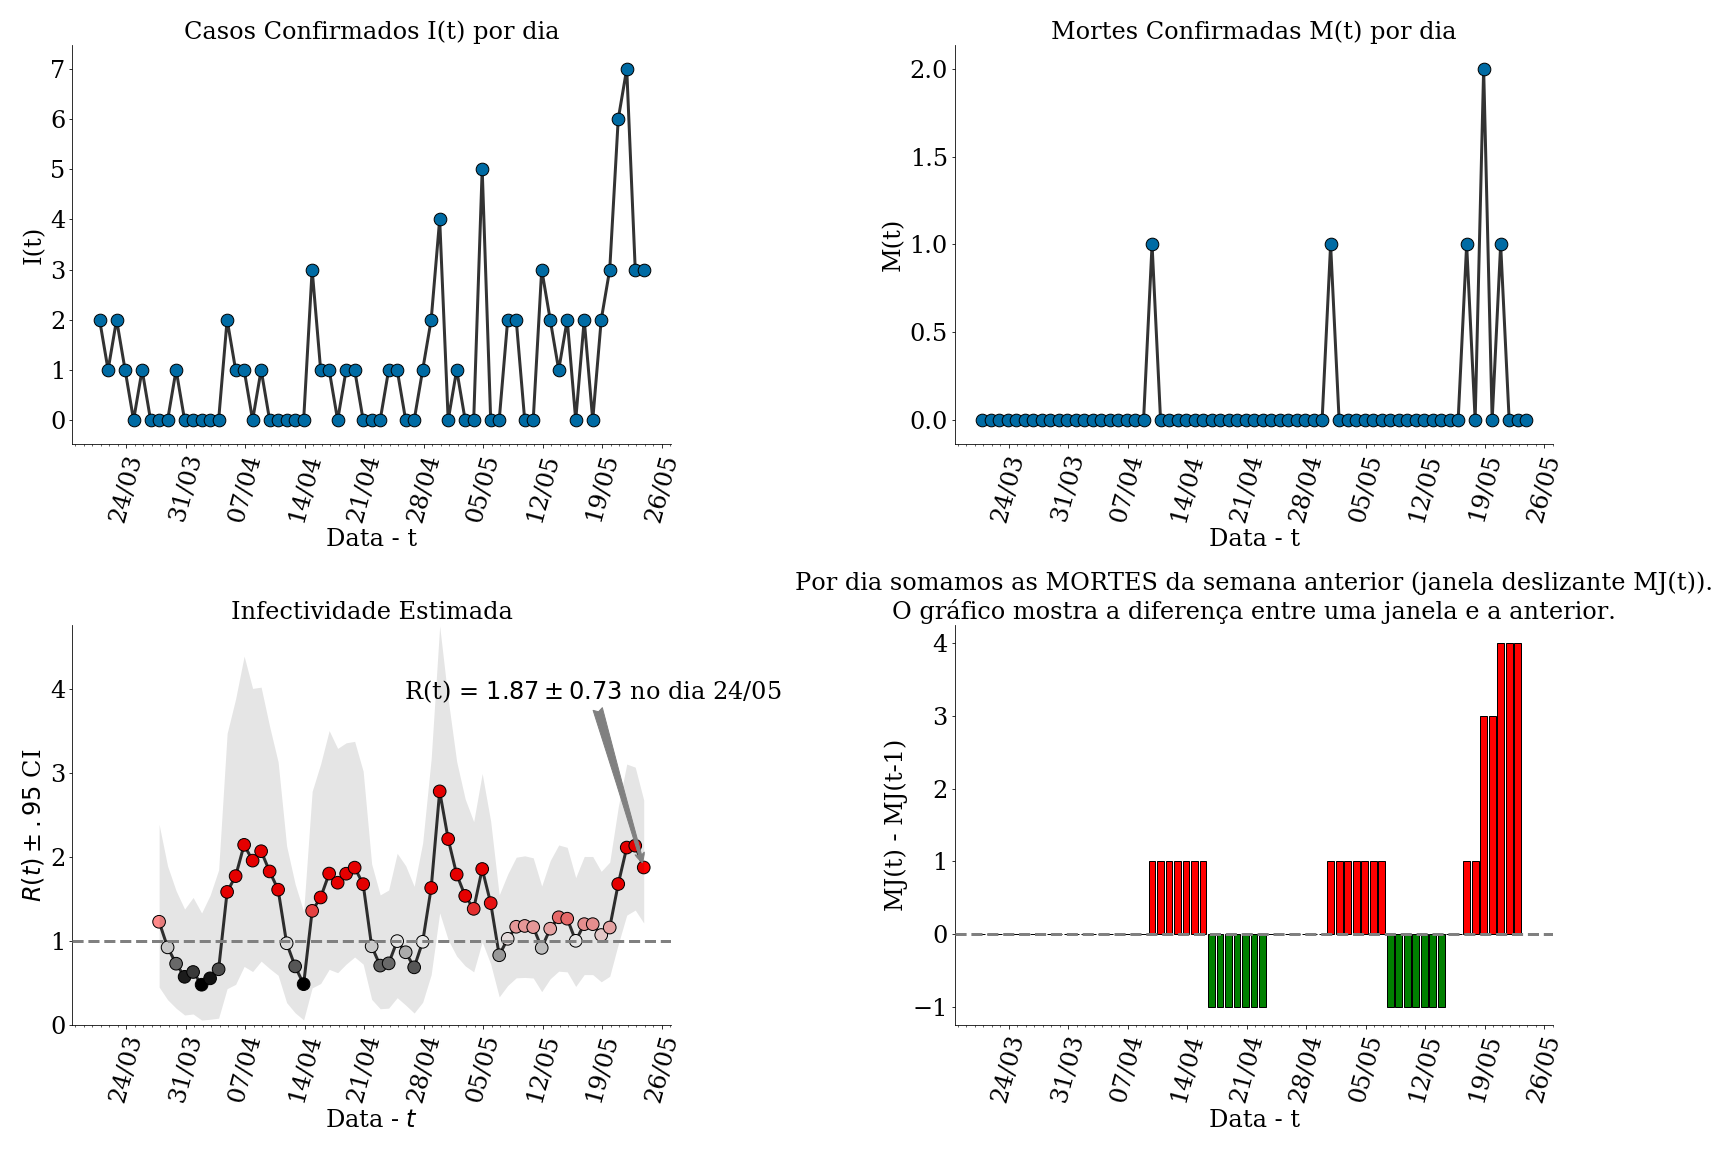 Casos Confirmados I(t) por dia
7
6
5
4
3
2
1
0
I(t)
24/03 31/03 07/04 14/04 21/04 28/04 05/05 12/05 19/05 26/05
Data - t
Mortes Confirmadas M(t) por dia
2.0
1.5
1.0
0.5
0.0
M(t)
24/03 31/03 07/04 14/04 21/04 28/04 05/05 12/05 19/05 26/05
Data - t
Infectividade Estimada
R(t) = 1.87 ± 0.73 no dia 24/05
4
3
2
1
0
R(t) ± .95 CI
24/03 31/03 07/04 14/04 21/04 28/04 05/05 12/05 19/05 26/05
Data - t
Por dia somamos as MORTES da semana anterior (janela deslizante MJ(t)).
O gráfico mostra a diferença entre uma janela e a anterior.
4
3
2
1
0
−1
MJ(t) - MJ(t-1)
24/03 31/03 07/04 14/04 21/04 28/04 05/05 12/05 19/05 26/05
Data - t